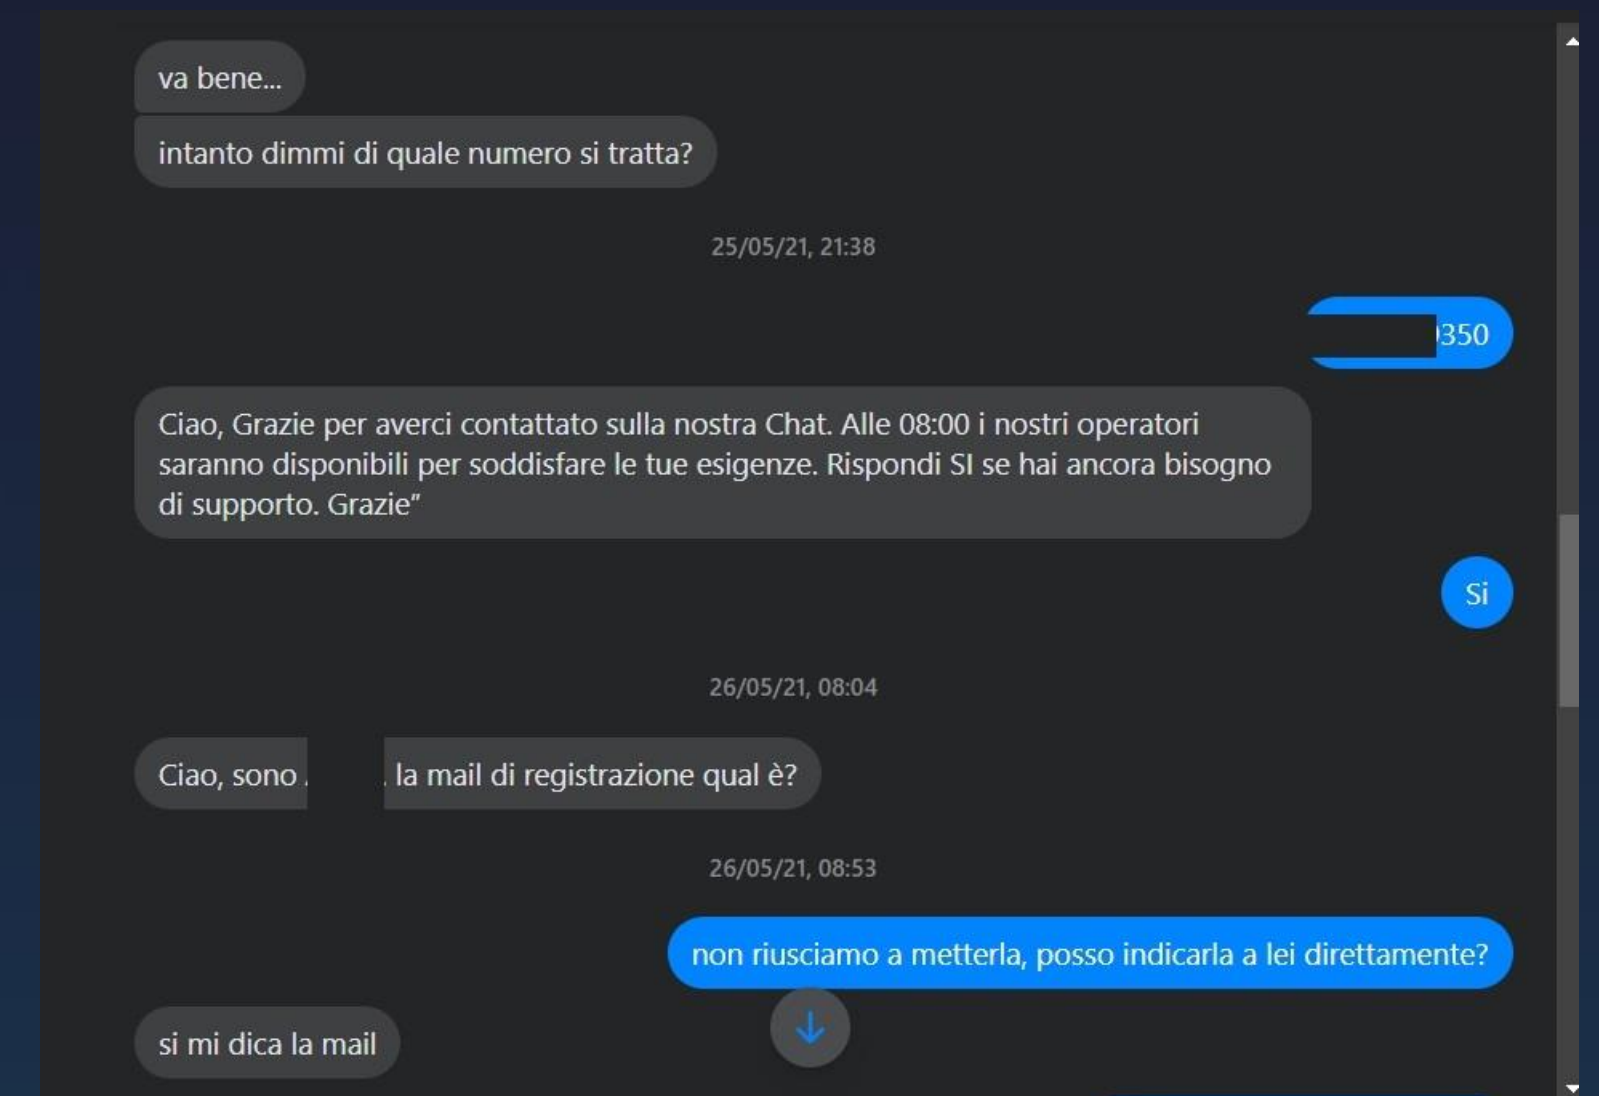 va bene...
intanto dimmi di quale numero si tratta?
25/05/21, 21:38
350
Ciao, Grazie per averci contattato sulla nostra Chat. Alle 08:00 i nostri operatori
saranno disponibili per soddisfare le tue esigenze. Rispondi SI se hai ancora bisogno
di supporto. Grazie”
Si
26/05/21, 08:04
Ciao, sono
la mail di registrazione qual è?
26/05/21, 08:53
non riusciamo a metterla, posso indicarla a lei direttamente?
si mi dica la mail